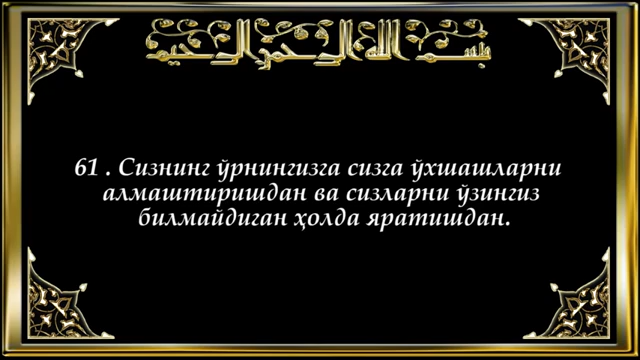 بسم الله الرحمن الرحيم
61 . Сизнинг ўрнингизга сизга ўхшашларни
алмаштиришдан ва сизларни ўзингиз
билмайдиган ҳолда яратишдан.